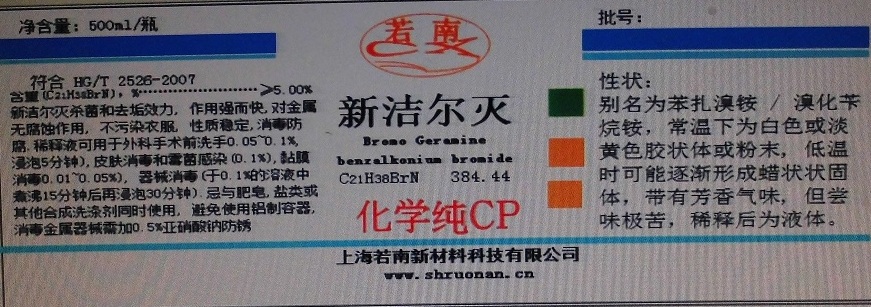 净含量：500ml/瓶
符合 HG/T 2526-2007
含量(C21H38BrN)，%··························≥5.00%
新洁尔灭杀菌和去垢效力，作用强而快，对金属
无腐蚀作用，不污染衣服，性质稳定，消毒防
腐，稀释液可用于外科手术前洗手0.05~0.1%，
浸泡5分钟)，皮肤消毒和霉菌感染(0.1%)，黏膜
消毒0.01~0.05%)，器械消毒(于0.1%的溶液中
煮沸15分钟后再浸泡30分钟)．忌与肥皂，盐类或
其他合成洗涤剂同时使用，避免使用铝制容器，
消毒金属器械需加0.5%亚硝酸钠防锈
若南
新洁尔灭
Bromo Geramine
benzalkonium bromide
C21H38BrN 384.44
化学纯CP
上海若南新材料科技有限公司
www.shruonan.cn
批号：
性状：
别名为苯扎溴铵 / 溴化苄
烷铵，常温下为白色或淡
黄色胶状体或粉末，低温
时可能逐渐形成蜡状状固
体，带有芳香气味，但尝
味极苦，稀释后为液体。